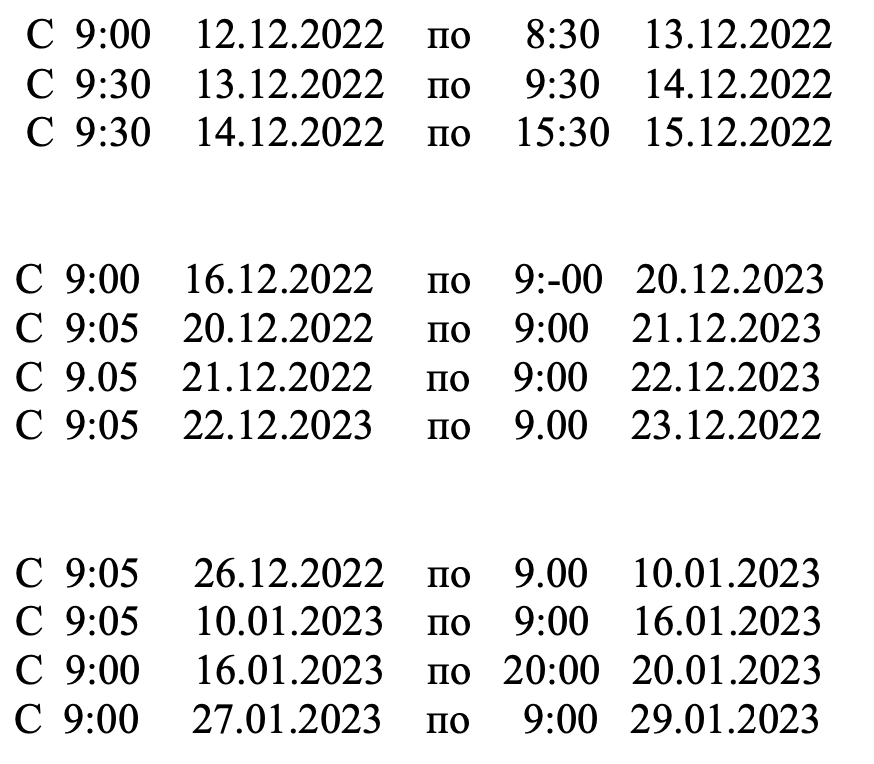 С 9:00 12.12.2022 по 8:30 13.12.2022
С 9:30 13.12.2022 по 9:30 14.12.2022
С 9:30 14.12.2022 по 15:30 15.12.2022
С 9:00 16.12.2022 по 9:-00 20.12.2023
С 9:05 20.12.2022 по 9:00 21.12.2023
С 9.05 21.12.2022 по 9:00 22.12.2023
С 9:05 22.12.2023 по 9.00 23.12.2022
С 9:05 26.12.2022 по 9.00 10.01.2023
С 9:05 10.01.2023 по 9:00 16.01.2023
С 9:00 16.01.2023 по 20:00 20.01.2023
С 9:00 27.01.2023 по 9:00 29.01.2023